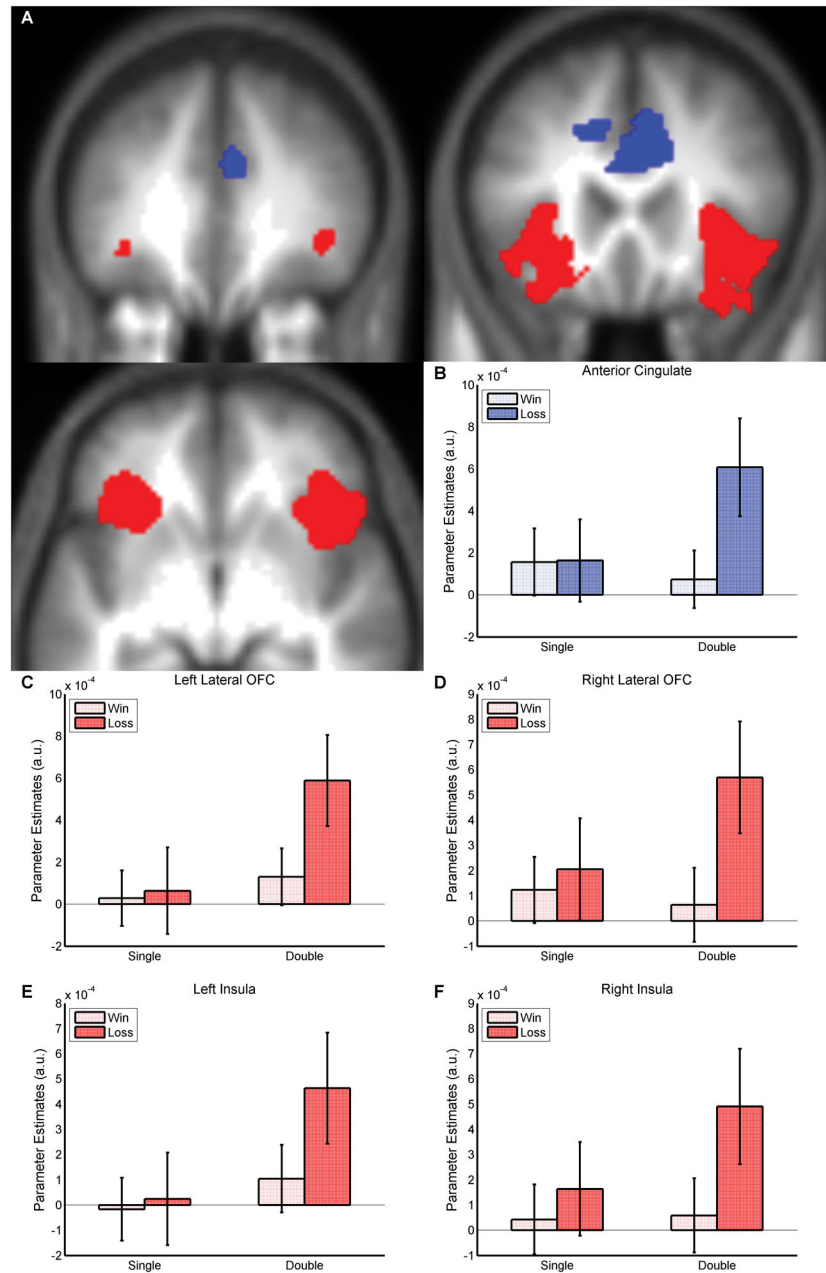 A
B
x 10⁻⁴
Anterior Cingulate
Win
Loss
Parameter Estimates (a.u.)
10
8
6
4
2
0
-2
Single
Double
C
x 10⁻⁴
Left Lateral OFC
Win
Loss
Parameter Estimates (a.u.)
10
8
6
4
2
0
-2
Single
Double
D
x 10⁻⁴
Right Lateral OFC
Win
Loss
Parameter Estimates (a.u.)
9
8
7
6
5
4
3
2
1
0
-1
Single
Double
E
x 10⁻⁴
Left Insula
Win
Loss
Parameter Estimates (a.u.)
8
7
6
5
4
3
2
1
0
-1
-2
Single
Double
F
x 10⁻⁴
Right Insula
Win
Loss
Parameter Estimates (a.u.)
9
8
7
6
5
4
3
2
1
0
-1
Single
Double